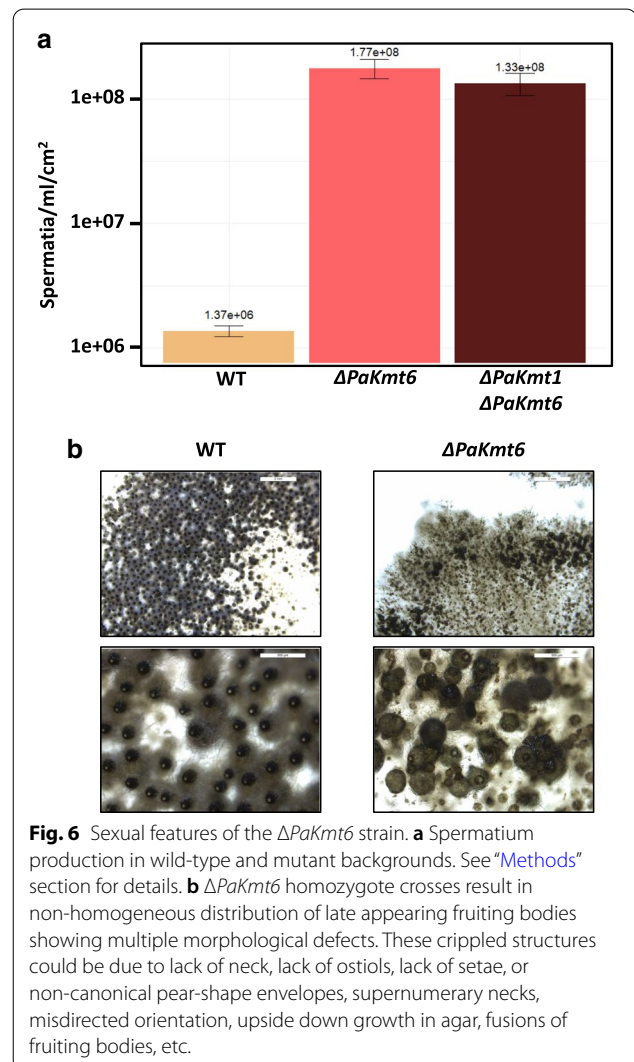 a
1.77e+08
1.33e+08
1e+08
1e+07
1.37e+06
1e+06
Spermatia/ml/cm²
WT
ΔPaKmt6
ΔPaKmt1
ΔPaKmt6
b
WT
ΔPaKmt6
Fig. 6 Sexual features of the ΔPaKmt6 strain. a Spermatium
production in wild-type and mutant backgrounds. See “Methods”
section for details. b ΔPaKmt6 homozygote crosses result in
non-homogeneous distribution of late appearing fruiting bodies
showing multiple morphological defects. These crippled structures
could be due to lack of neck, lack of ostiols, lack of setae, or
non-canonical pear-shape envelopes, supernumerary necks,
misdirected orientation, upside down growth in agar, fusions of
fruiting bodies, etc.